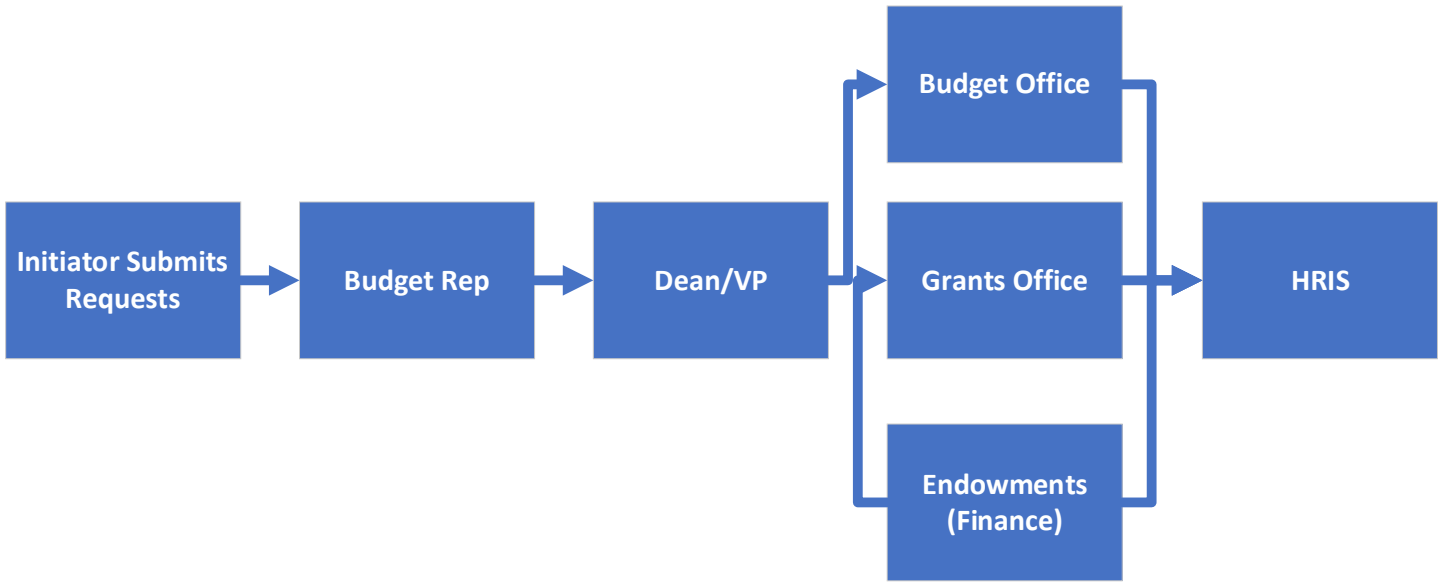 Initiator Submits
Requests
Budget Rep
Dean/VP
Budget Office
Grants Office
Endowments
(Finance)
HRIS